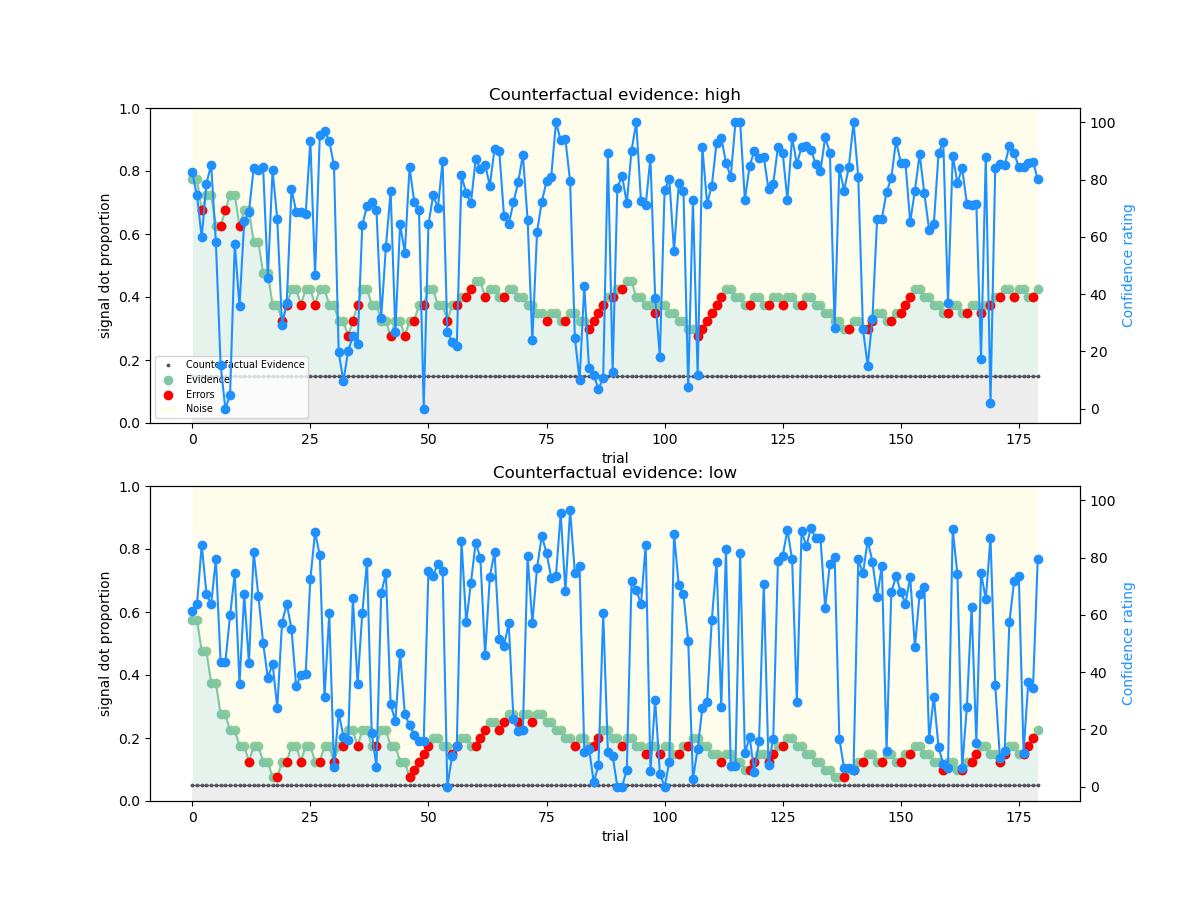 Counterfactual evidence: high
1.0
0.8
0.6
0.4
0.2
0.0
signal dot proportion
Counterfactual Evidence
Evidence
Errors
Noise
100
80
60
40
20
0
Confidence rating
0 25 50 75 100 125 150 175
trial
Counterfactual evidence: low
1.0
0.8
0.6
0.4
0.2
0.0
signal dot proportion
100
80
60
40
20
0
Confidence rating
0 25 50 75 100 125 150 175
trial